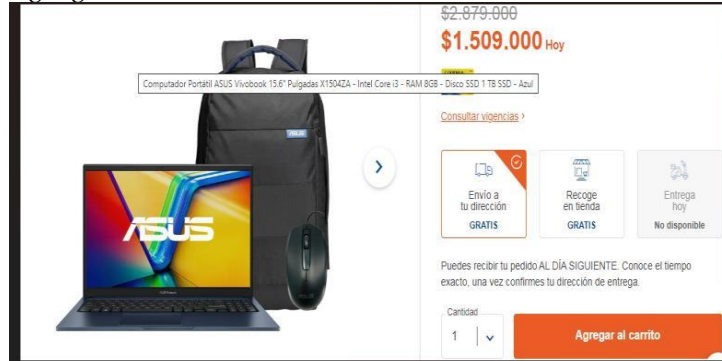 $2.879.000
$1.509.000 Hoy
Computador Portátil ASUS Vivobook 15.6" Pulgadas X1504ZA - Intel Core i3 - RAM 8GB - Disco SSD 1 TB SSD - Azul
Consultar vigencias >
Envío a tu dirección
GRATIS
Recoge en tienda
GRATIS
Entrega hoy
No disponible
Puedes recibir tu pedido AL DÍA SIGUIENTE. Conoce el tiempo
exacto, una vez confirmes tu dirección de entrega.
Cantidad
1
Agregar al carrito
ASUS
ASUS